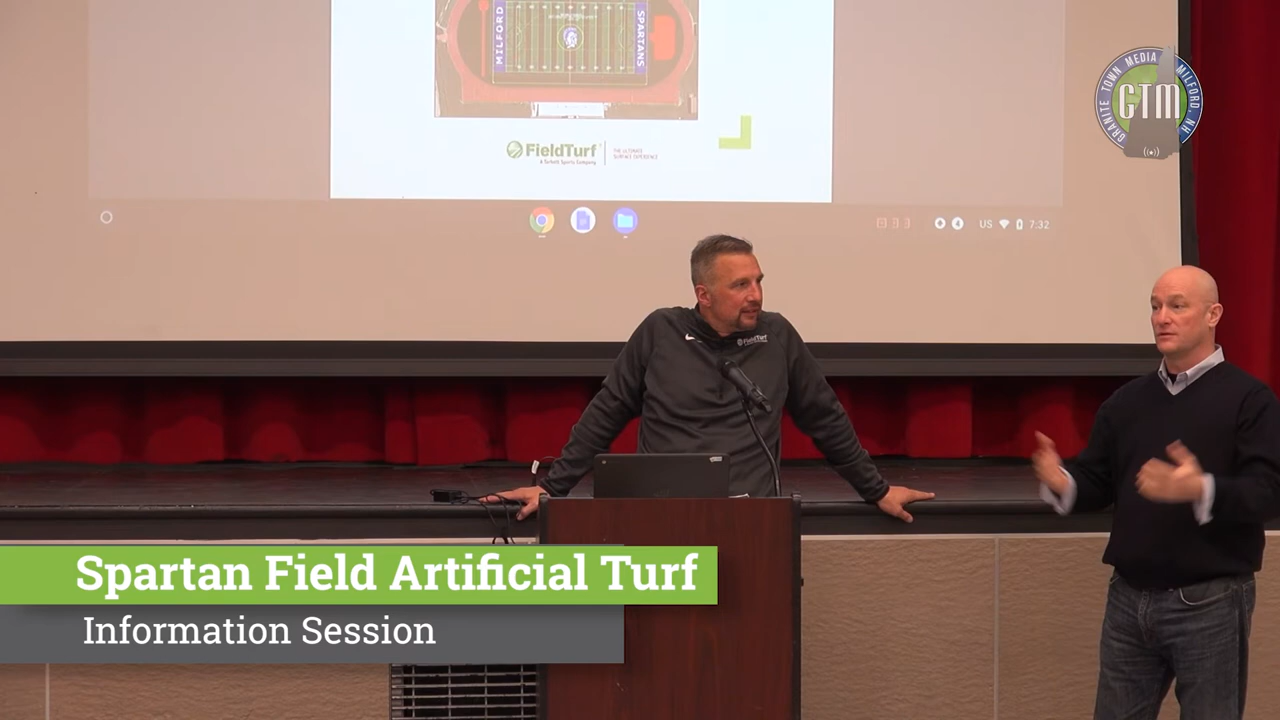 MILFORD
SPARTANS
FieldTurf
A Tarkett Sports Company
THE ULTIMATE
SURFACE EXPERIENCE
GRANITE TOWN MEDIA MILFORD, NH
GTM
US
7:32
FieldTurf
Spartan Field Artificial Turf
Information Session